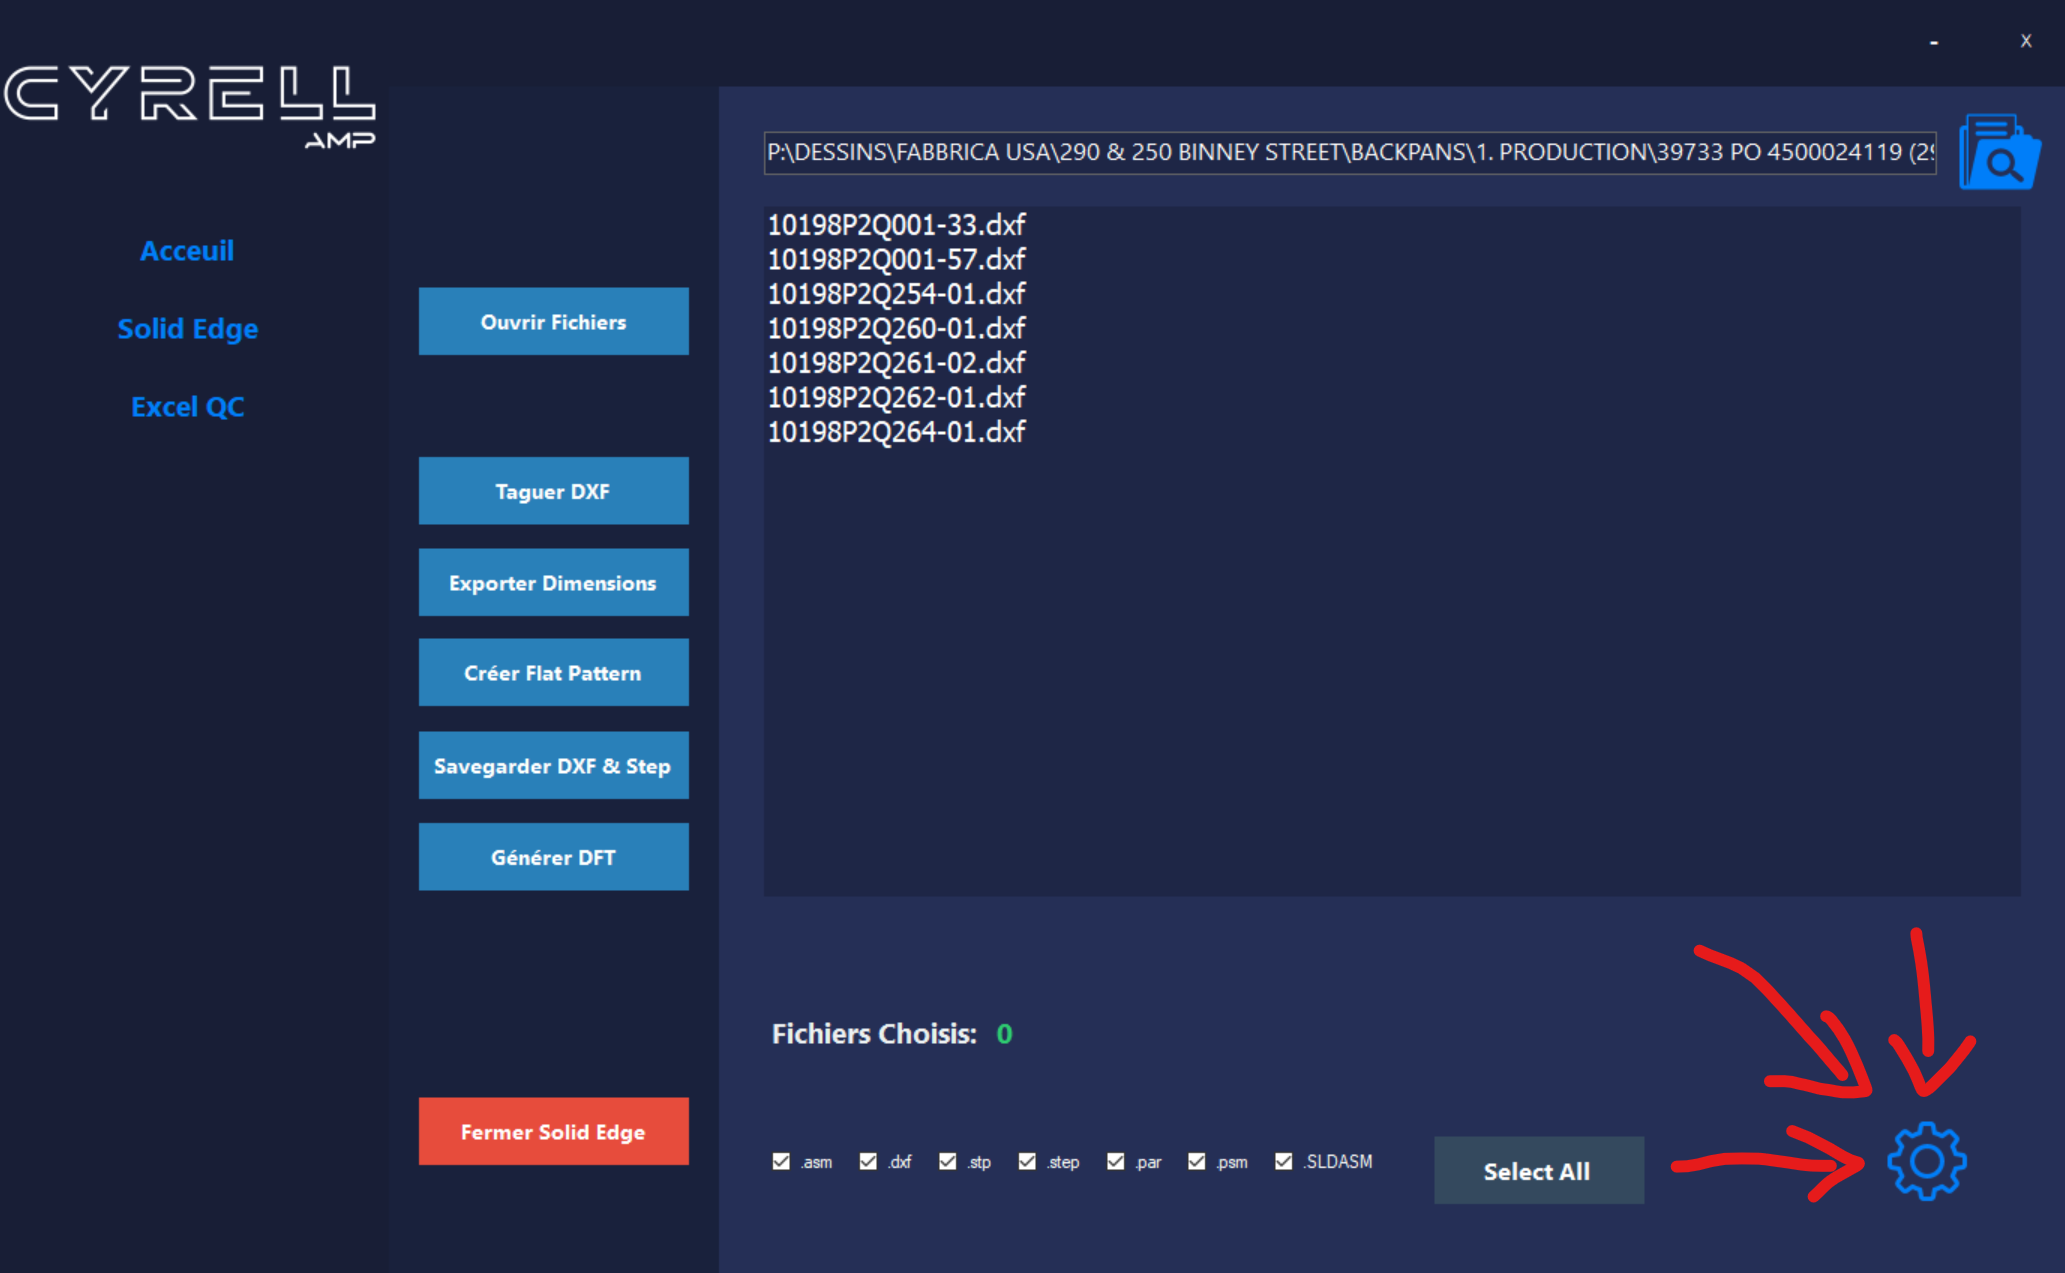 - X
CYRELL
AMP
Acceuil
Solid Edge
Excel QC
Ouvrir Fichiers
Taguer DXF
Exporter Dimensions
Créer Flat Pattern
Savegarder DXF & Step
Générer DFT
Fermer Solid Edge
P:\DESSINS\FABBRICA USA\290 & 250 BINNEY STREET\BACKPANS\1. PRODUCTION\39733 PO 4500024119 (29
10198P2Q001-33.dxf
10198P2Q001-57.dxf
10198P2Q254-01.dxf
10198P2Q260-01.dxf
10198P2Q261-02.dxf
10198P2Q262-01.dxf
10198P2Q264-01.dxf
Fichiers Choisis: 0
.asm .dxf .stp .step .par .psm .SLDASM
Select All